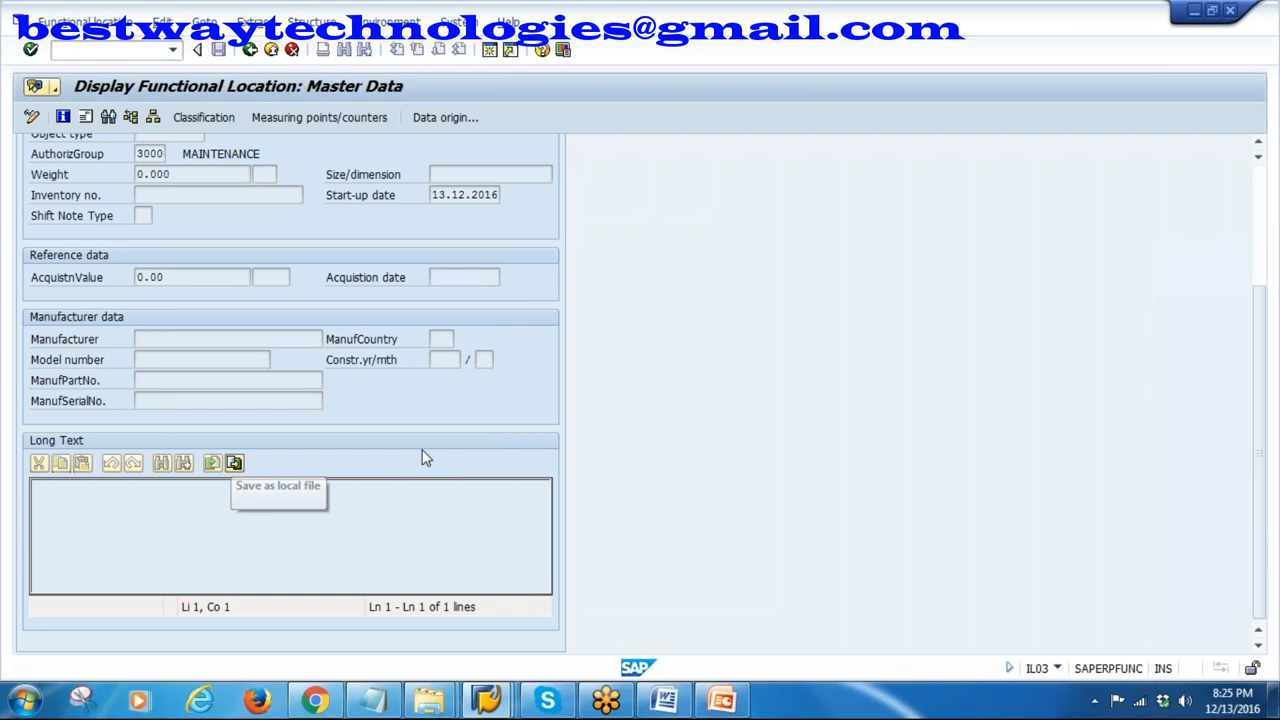 Functional location Edit Goto Extras Structure Environment System Help
bestwaytechnologies@gmail.com
Display Functional Location: Master Data
Classification Measuring points/counters Data origin...
Object type
AuthorizGroup 3000 MAINTENANCE
Weight 0.000 Size/dimension
Inventory no. Start-up date 13.12.2016
Shift Note Type
Reference data
AcquistnValue 0.00 Acquistion date
Manufacturer data
Manufacturer ManufCountry
Model number Constr.yr/mth /
ManufPartNo.
ManufSerialNo.
Long Text
Save as local file
Li 1, Co 1 Ln 1 - Ln 1 of 1 lines
SAP IL03 SAPERPFUNC INS
8:25 PM
12/13/2016